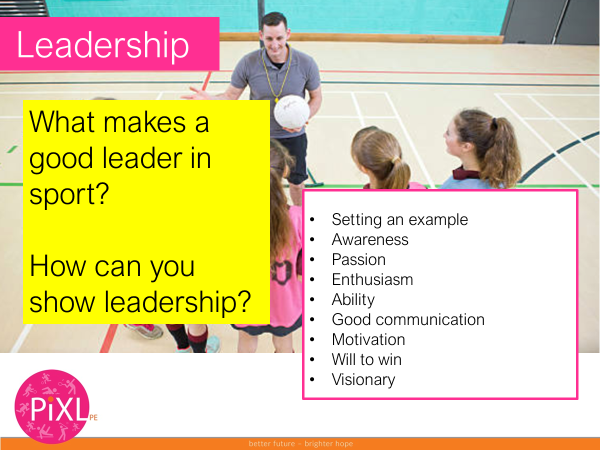 Leadership
What makes a
good leader in
sport?
How can you
show leadership?
• Setting an example
• Awareness
• Passion
• Enthusiasm
• Ability
• Good communication
• Motivation
• Will to win
• Visionary
PiXL PE
better future – brighter hope